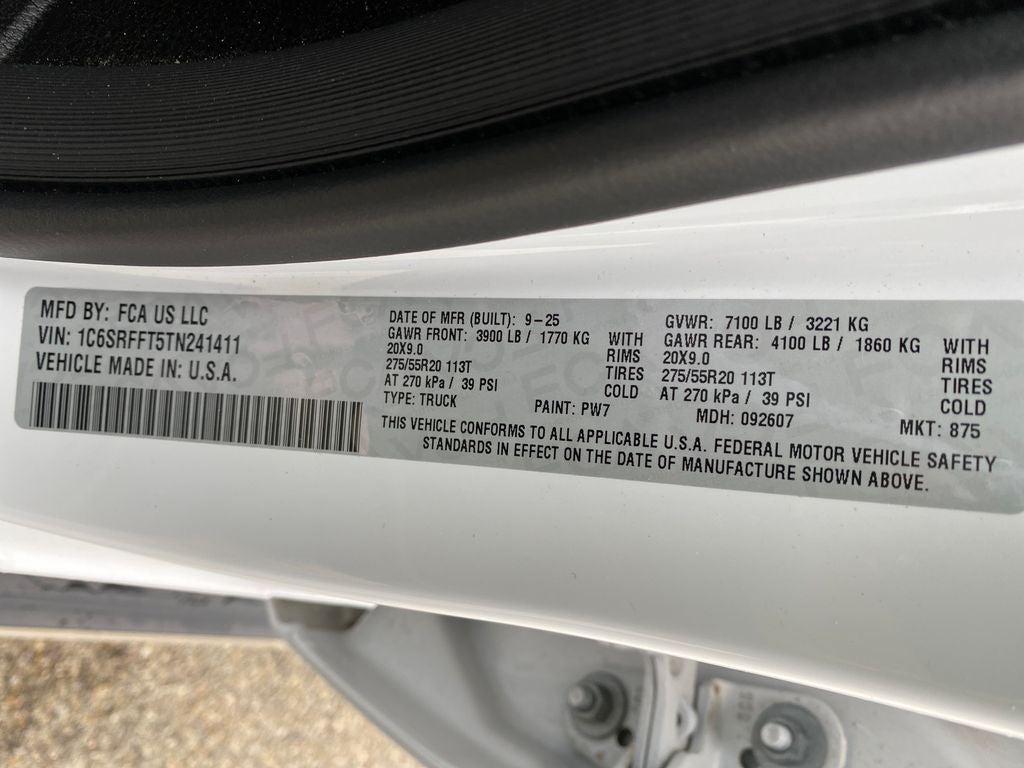 MFD BY: FCA US LLC
VIN: 1C6SRFFT5TN241411
VEHICLE MADE IN: U.S.A.
DATE OF MFR (BUILT): 9-25
GAWR FRONT: 3900 LB / 1770 KG WITH
20X9.0 RIMS
275/55R20 113T TIRES
AT 270 kPa / 39 PSI COLD
TYPE: TRUCK PAINT: PW7
GVWR: 7100 LB / 3221 KG
GAWR REAR: 4100 LB / 1860 KG WITH
20X9.0 RIMS
275/55R20 113T TIRES
AT 270 kPa / 39 PSI COLD
MDH: 092607 MKT: 875
THIS VEHICLE CONFORMS TO ALL APPLICABLE U.S.A. FEDERAL MOTOR VEHICLE SAFETY
STANDARDS IN EFFECT ON THE DATE OF MANUFACTURE SHOWN ABOVE.